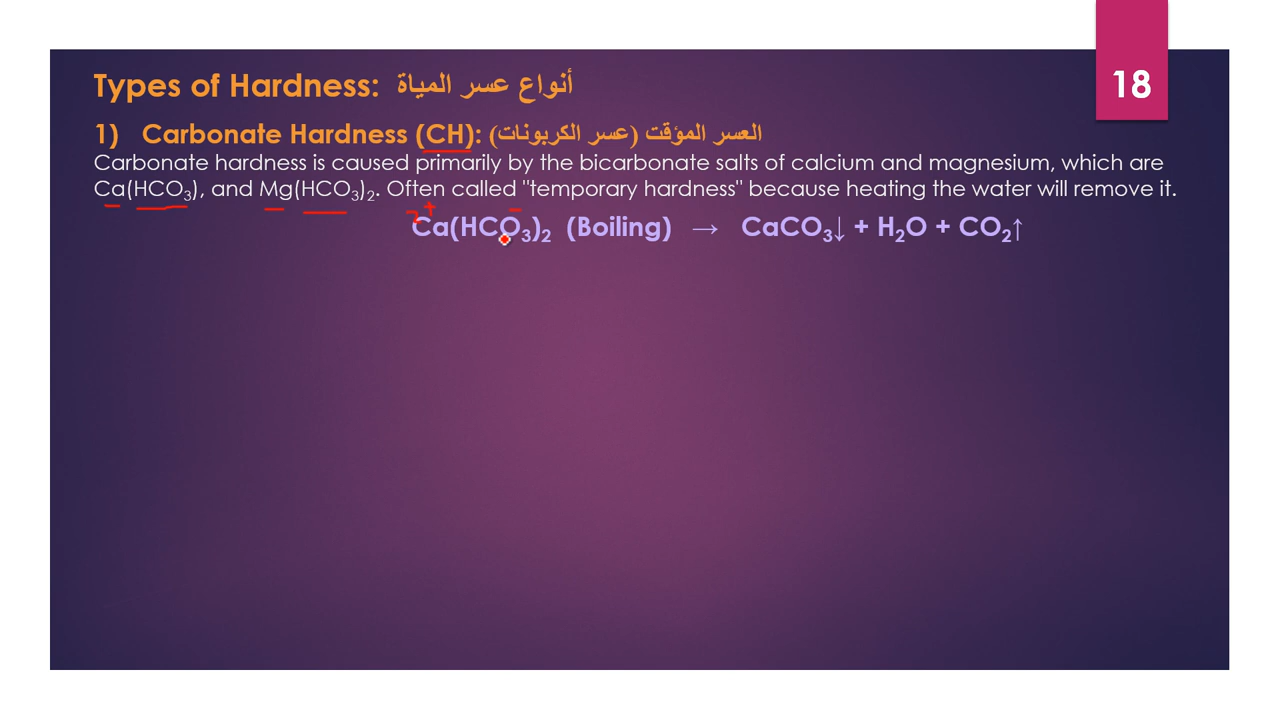 Types of Hardness: أنواع عسر المياة
18
1) Carbonate Hardness (CH): العسر المؤقت (عسر الكربونات)
Carbonate hardness is caused primarily by the bicarbonate salts of calcium and magnesium, which are
Ca(HCO₃), and Mg(HCO₃)₂. Often called "temporary hardness" because heating the water will remove it.
Ca(HCO₃)₂ (Boiling) → CaCO₃↓ + H₂O + CO₂↑